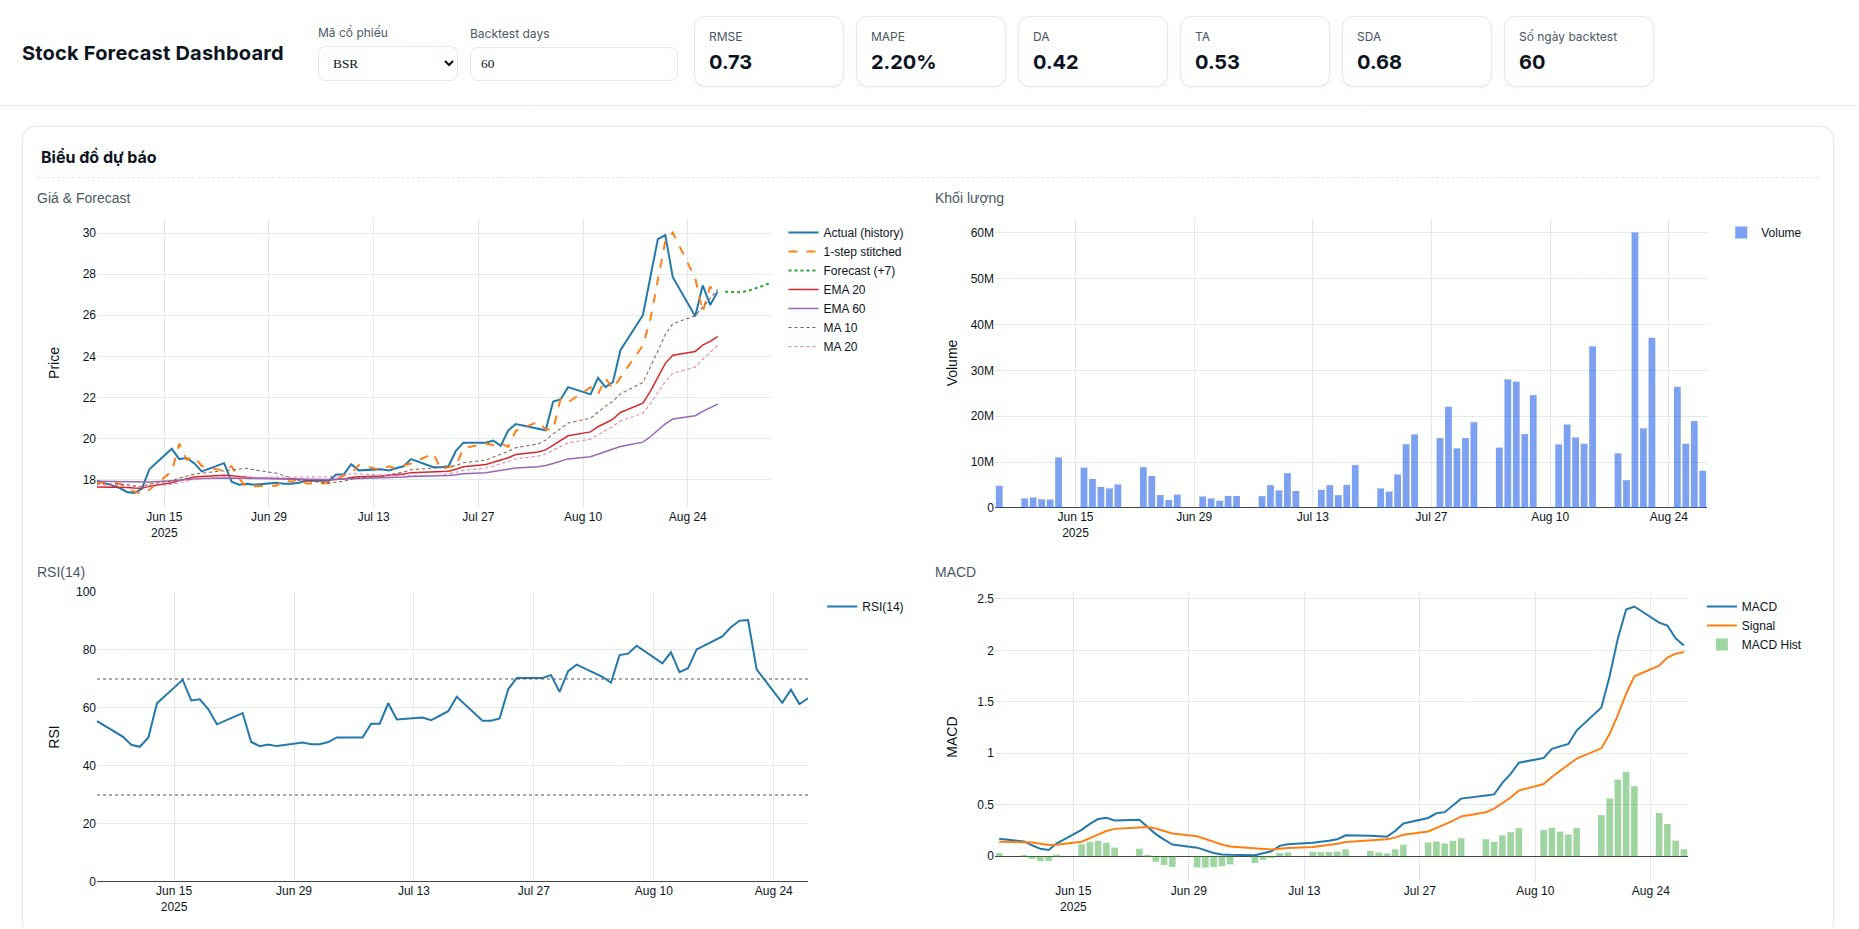 Stock Forecast Dashboard
Mã cổ phiếu
BSR
Backtest days
60
RMSE
0.73
MAPE
2.20%
DA
0.42
TA
0.53
SDA
0.68
Số ngày backtest
60
Biểu đồ dự báo
Giá & Forecast
30
28
26
24
22
20
18
Price
Jun 15
2025
Jun 29
Jul 13
Jul 27
Aug 10
Aug 24
Actual (history)
1-step stitched
Forecast (+7)
EMA 20
EMA 60
MA 10
MA 20
Khối lượng
60M
50M
40M
30M
20M
10M
0
Volume
Jun 15
2025
Jun 29
Jul 13
Jul 27
Aug 10
Aug 24
Volume
RSI(14)
100
80
60
40
20
0
RSI
Jun 15
2025
Jun 29
Jul 13
Jul 27
Aug 10
Aug 24
RSI(14)
MACD
2.5
2
1.5
1
0.5
0
MACD
Jun 15
2025
Jun 29
Jul 13
Jul 27
Aug 10
Aug 24
MACD
Signal
MACD Hist